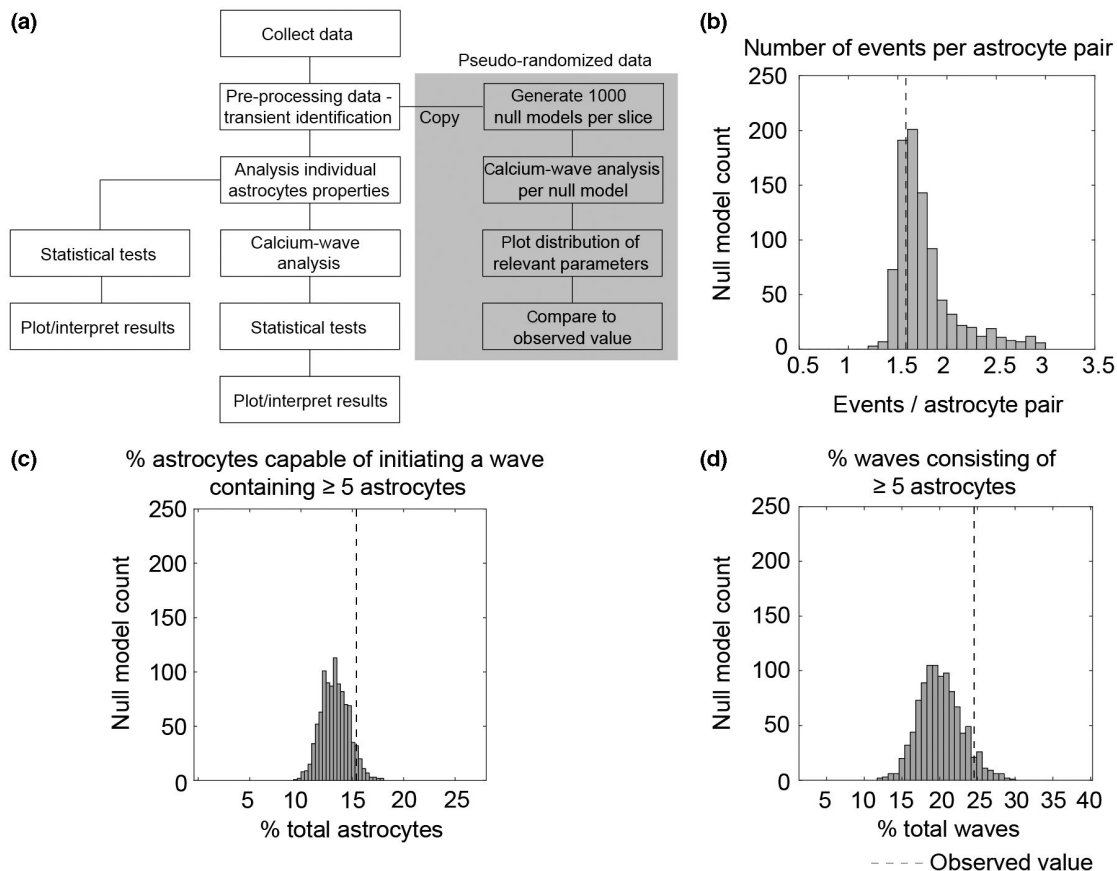 (a)
Collect data
Pre-processing data -
transient identification
Analysis individual
astrocytes properties
Statistical tests
Plot/interpret results
Calcium-wave
analysis
Statistical tests
Plot/interpret results
Pseudo-randomized data
Copy
Generate 1000
null models per slice
Calcium-wave analysis
per null model
Plot distribution of
relevant parameters
Compare to
observed value
(b)
Number of events per astrocyte pair
Null model count
250
200
150
100
50
0
0.5 1 1.5 2 2.5 3 3.5
Events / astrocyte pair
(c)
% astrocytes capable of initiating a wave
containing ≥ 5 astrocytes
Null model count
250
200
150
100
50
0
5 10 15 20 25
% total astrocytes
(d)
% waves consisting of
≥ 5 astrocytes
Null model count
250
200
150
100
50
0
5 10 15 20 25 30 35 40
% total waves
Observed value